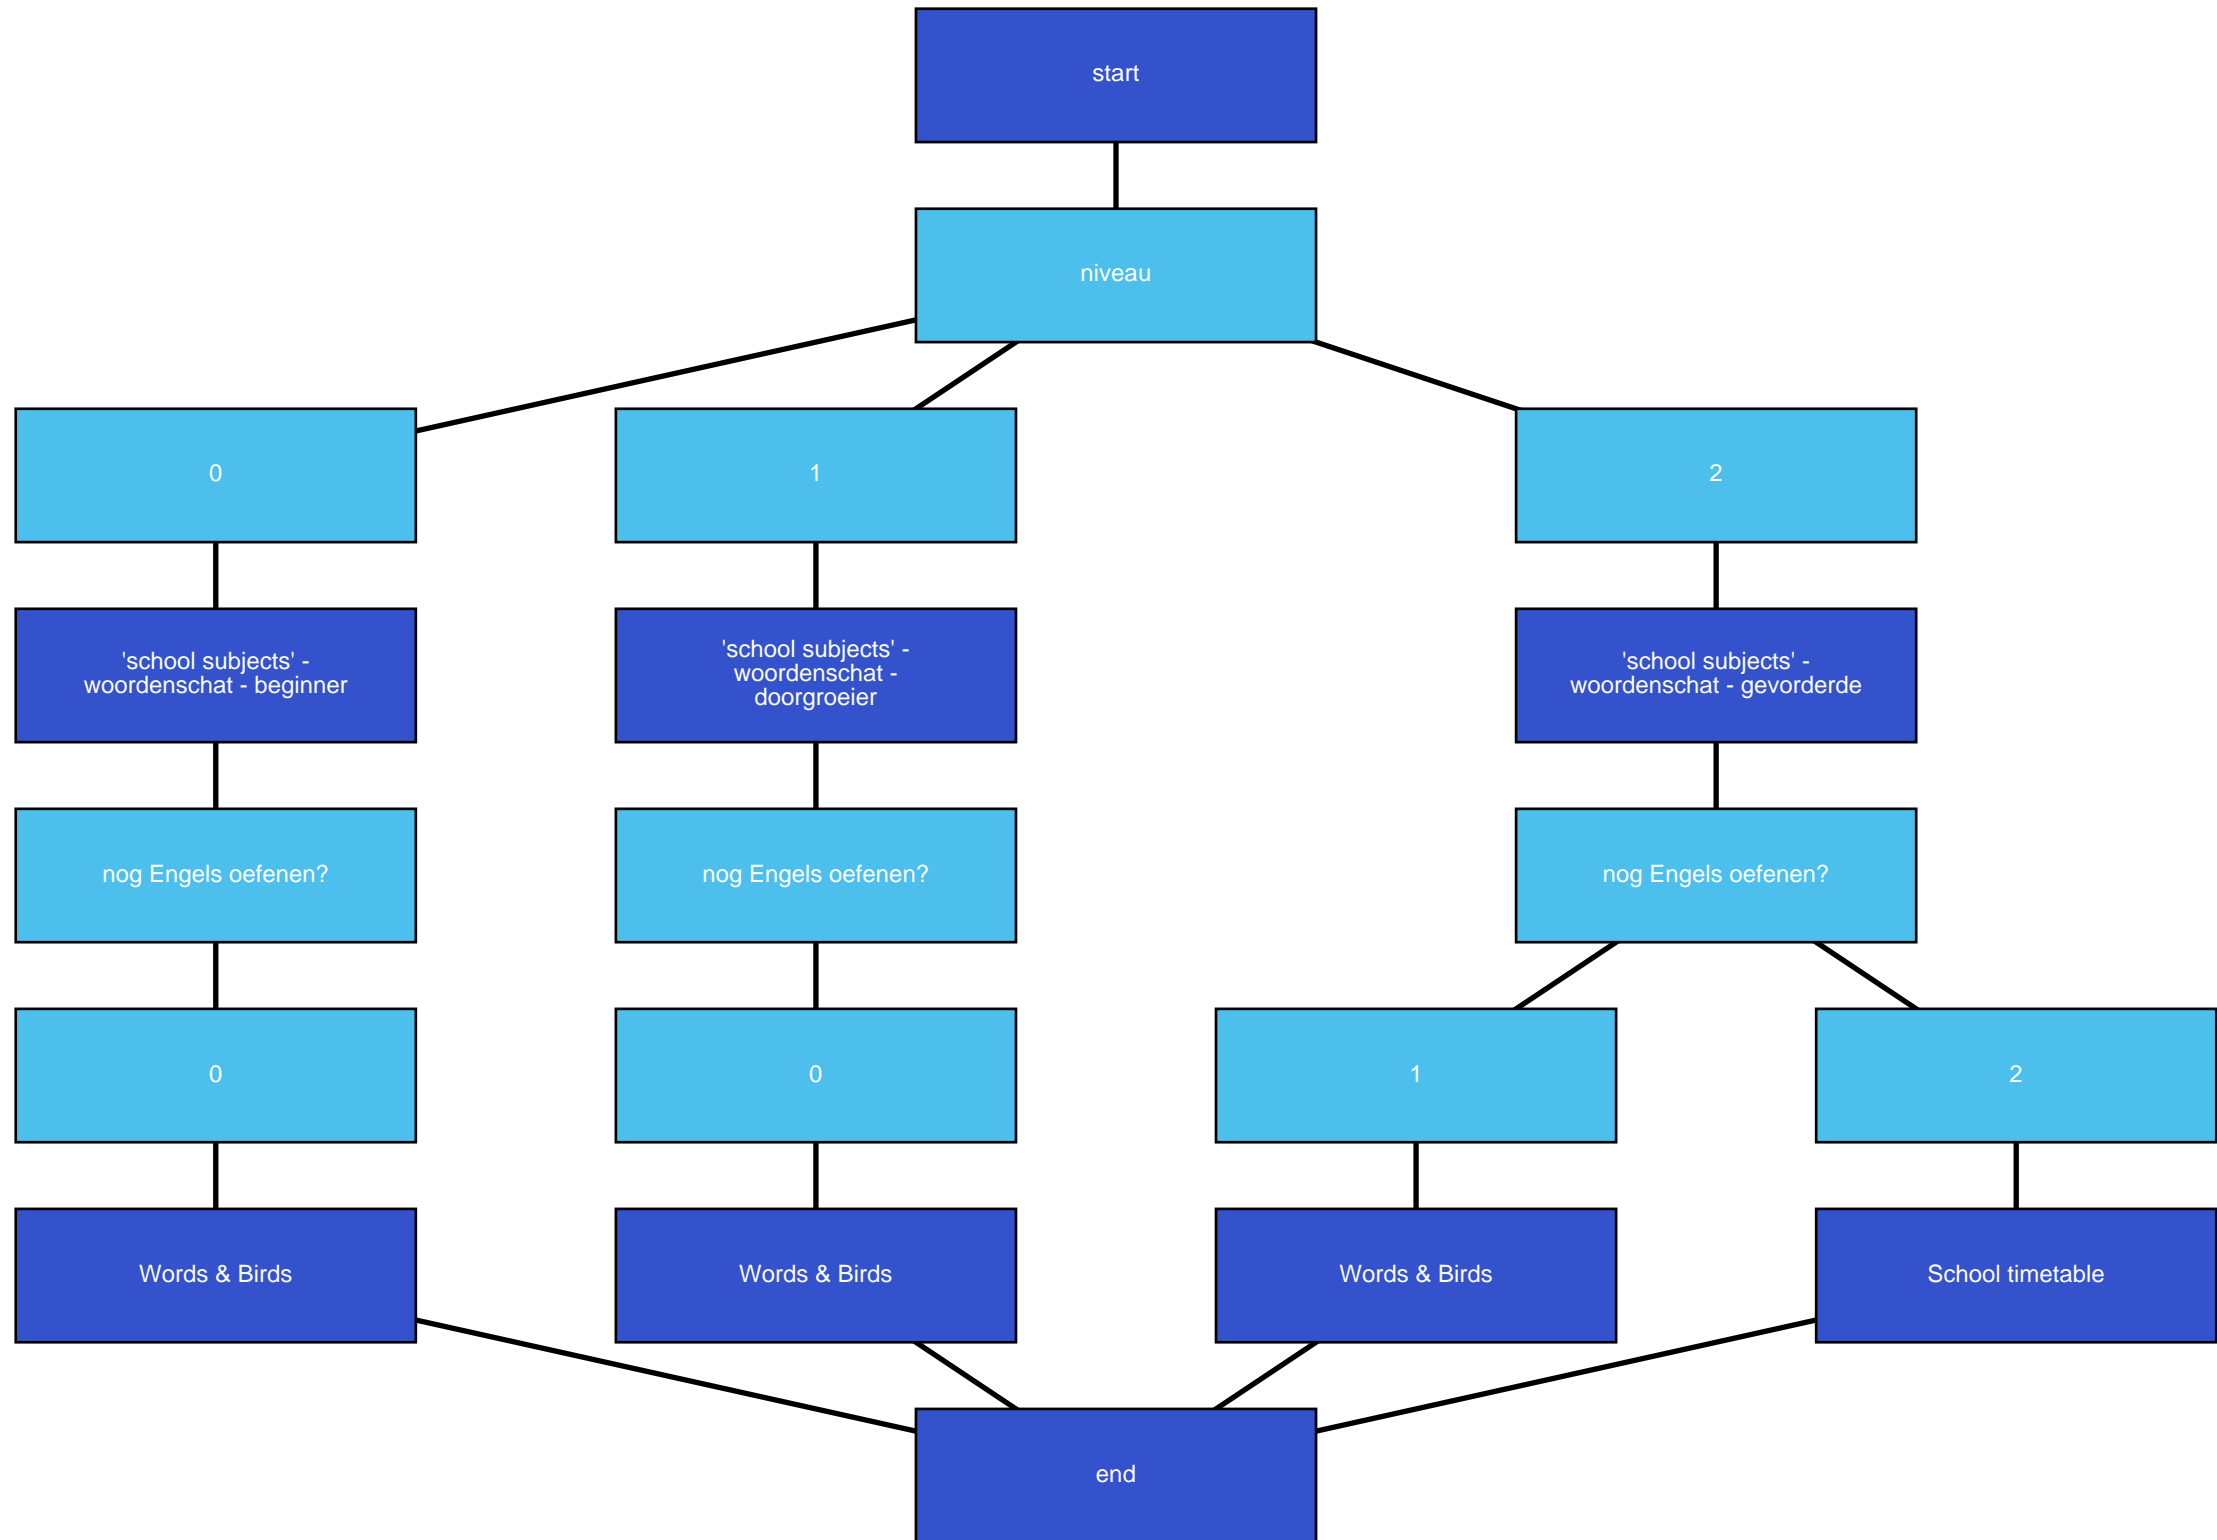 start
niveau
0
1
2
'school subjects' -
woordenschat - beginner
'school subjects' -
woordenschat -
doorgroeier
'school subjects' -
woordenschat - gevorderde
nog Engels oefenen?
nog Engels oefenen?
nog Engels oefenen?
0
0
1
2
Words & Birds
Words & Birds
Words & Birds
School timetable
end